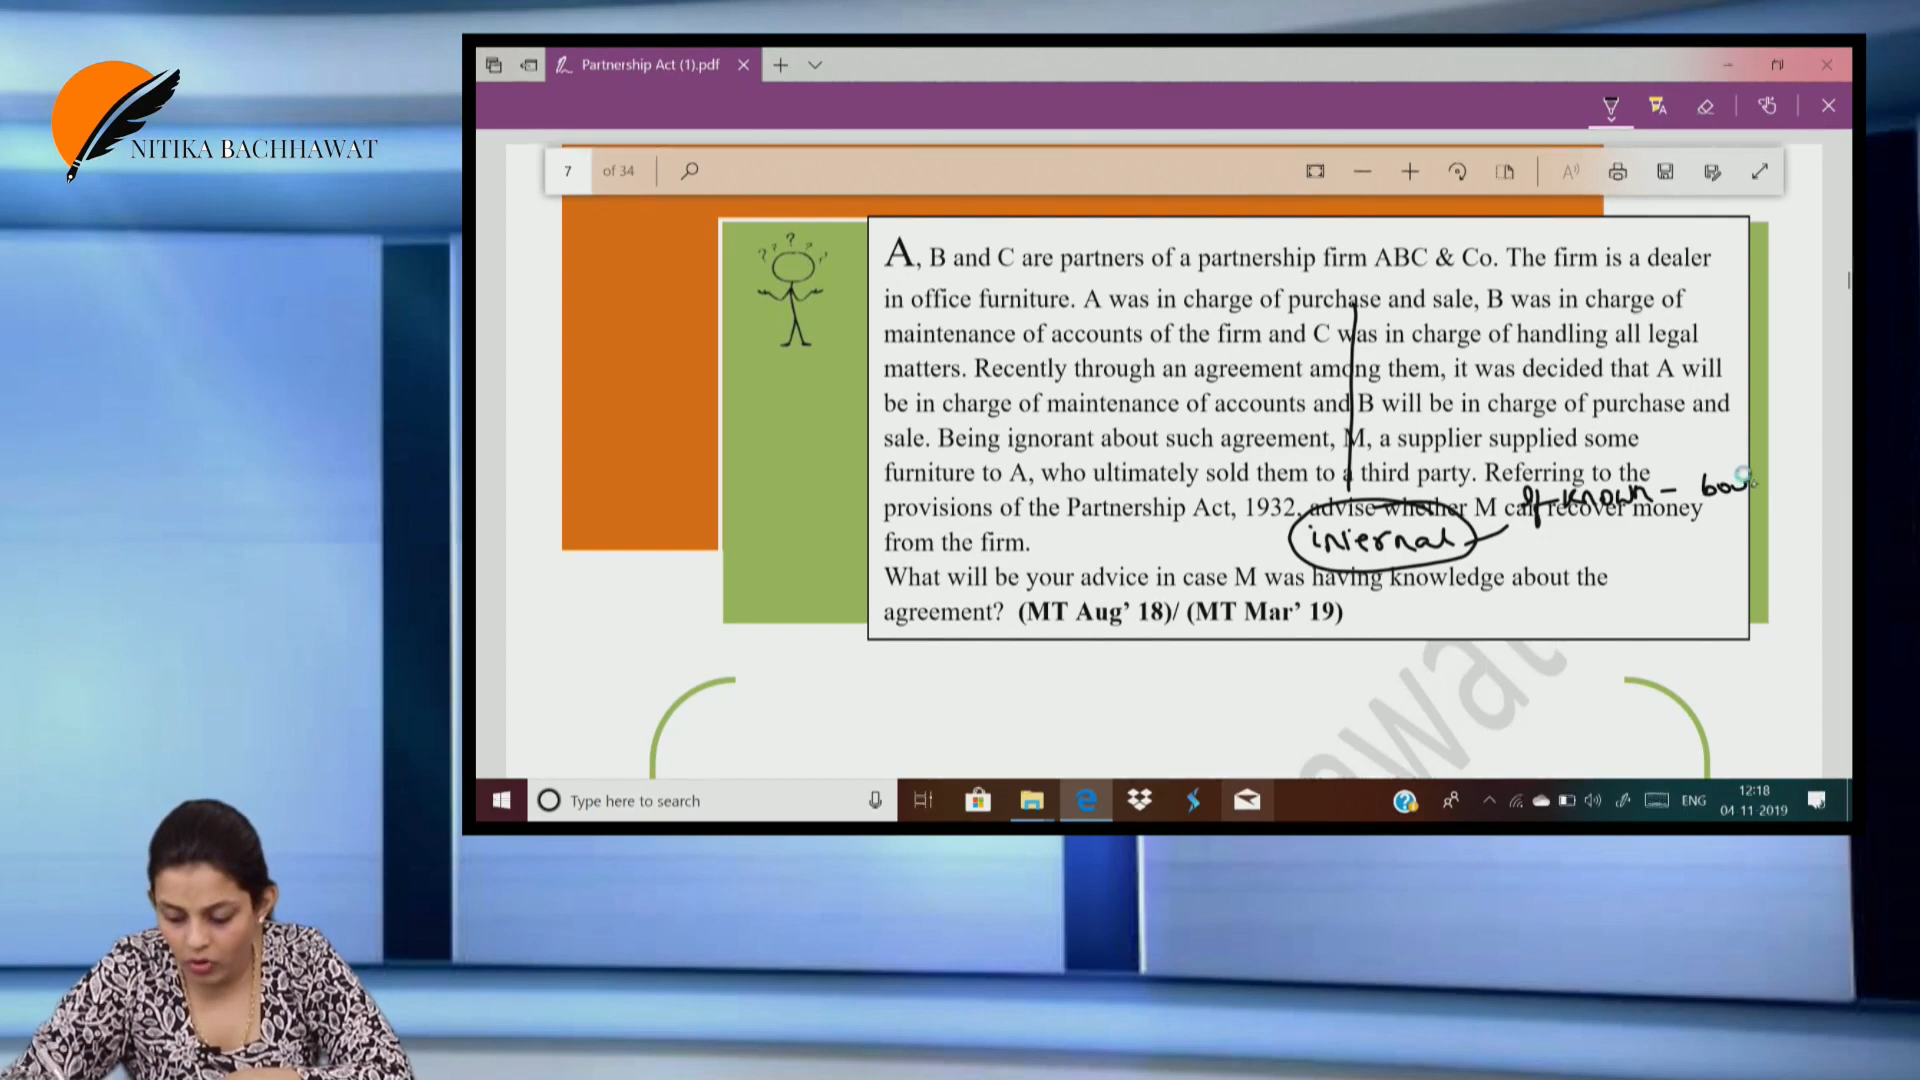 NITIKA BACHHAWAT
Partnership Act (1).pdf
7 of 34
A, B and C are partners of a partnership firm ABC & Co. The firm is a dealer
in office furniture. A was in charge of purchase and sale, B was in charge of
maintenance of accounts of the firm and C was in charge of handling all legal
matters. Recently through an agreement among them, it was decided that A will
be in charge of maintenance of accounts and B will be in charge of purchase and
sale. Being ignorant about such agreement, M, a supplier supplied some
furniture to A, who ultimately sold them to a third party. Referring to the
provisions of the Partnership Act, 1932, advise whether M can recover money
from the firm.
internal
if known - bou
What will be your advice in case M was having knowledge about the
agreement? (MT Aug' 18)/ (MT Mar' 19)
Type here to search
ENG
12:18
04-11-2019